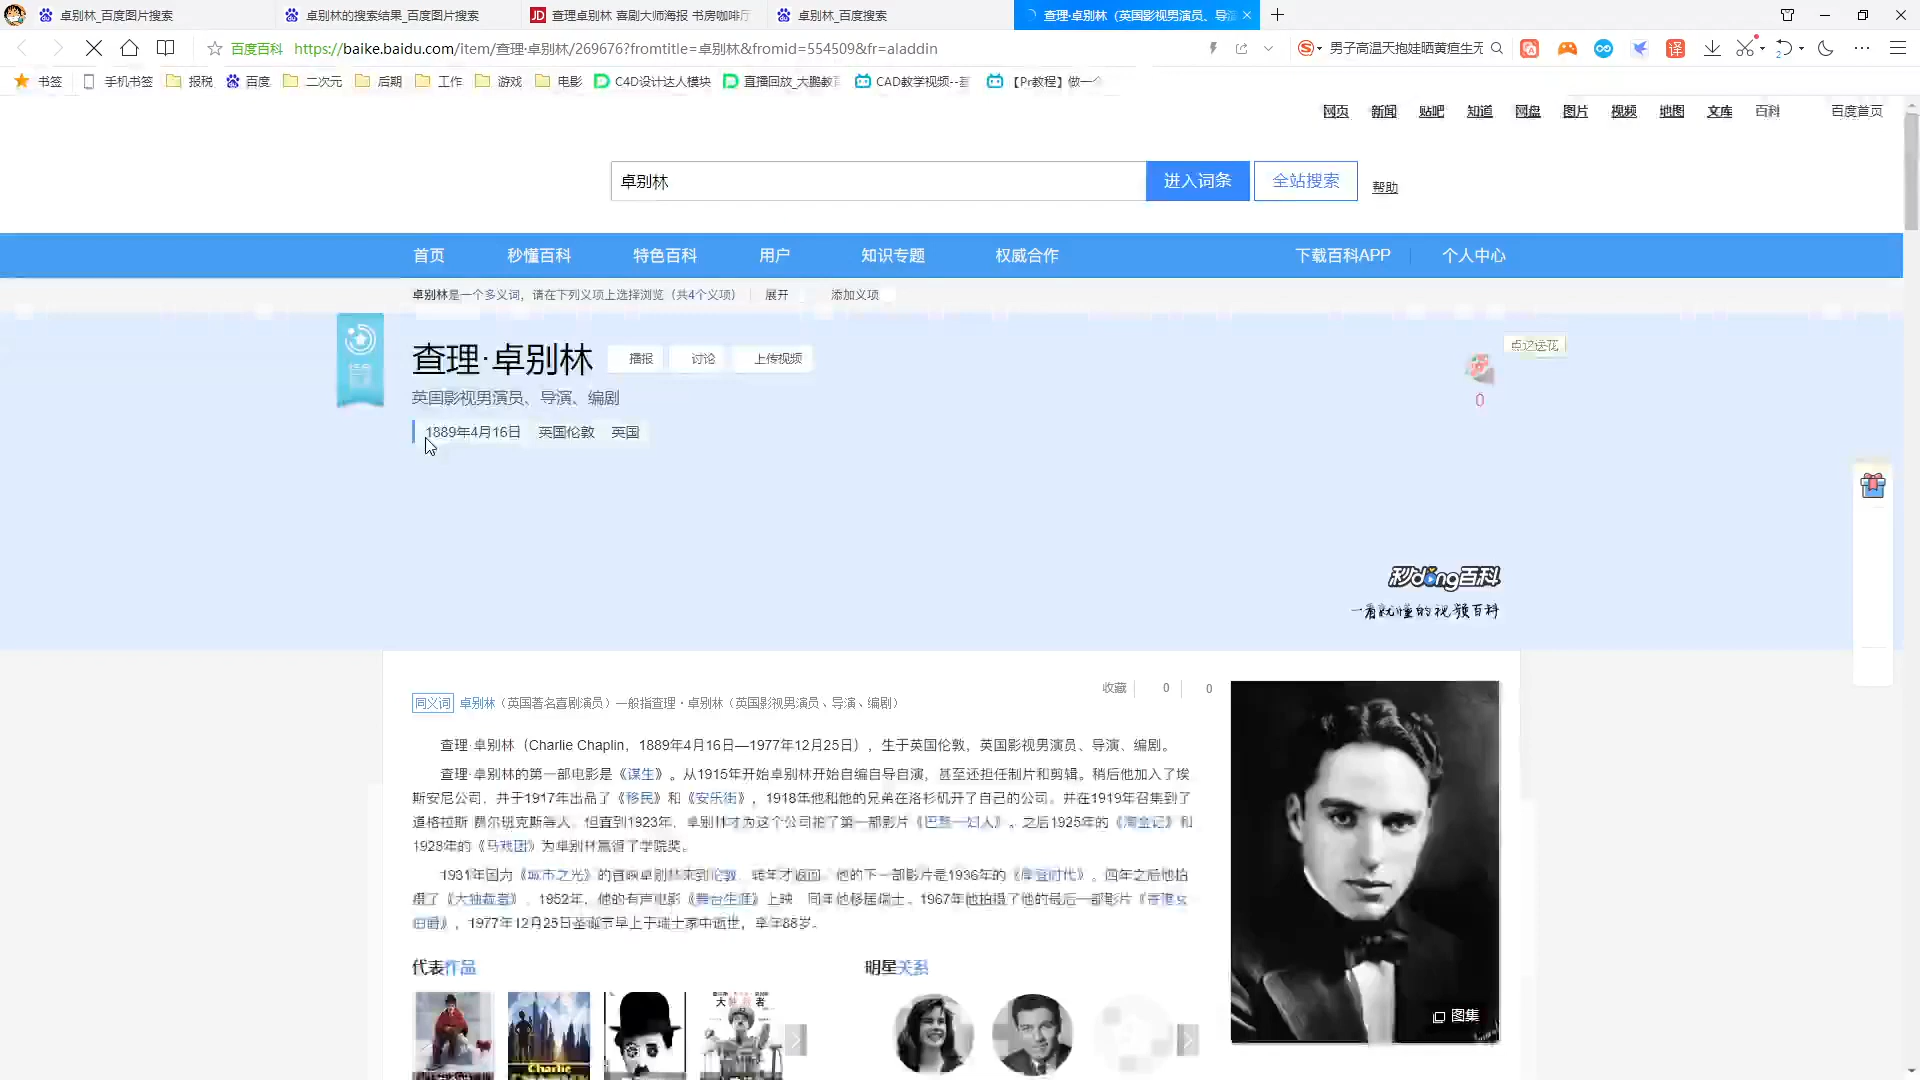 卓别林_百度图片搜索
卓别林的搜索结果_百度图片搜索
查理卓别林 喜剧大师海报 书房咖啡厅
卓别林_百度搜索
查理·卓别林（英国影视男演员、导演
百度百科 https://baike.baidu.com/item/查理·卓别林/269676?fromtitle=卓别林&fromid=554509&fr=aladdin
男子高温天抱娃晒黄疸生无
书签 手机书签 报税 百度 二次元 后期 工作 游戏 电影 C4D设计达人模块 直播回放_大鹏教育 CAD教学视频--基 【Pr教程】做一个
网页 新闻 贴吧 知道 网盘 图片 视频 地图 文库 百科 百度首页
卓别林 进入词条 全站搜索 帮助
首页 秒懂百科 特色百科 用户 知识专题 权威合作 下载百科APP 个人中心
卓别林是一个多义词，请在下列义项上选择浏览（共4个义项） 展开 添加义项
查理·卓别林 播报 讨论 上传视频
点这送花
英国影视男演员、导演、编剧
0
1889年4月16日 英国伦敦 英国
秒dong百科
一看就懂的视频百科
收藏 0 0
同义词 卓别林（英国著名喜剧演员）一般指查理·卓别林（英国影视男演员、导演、编剧）
查理·卓别林（Charlie Chaplin，1889年4月16日—1977年12月25日），生于英国伦敦，英国影视男演员、导演、编剧。
查理·卓别林的第一部电影是《谋生》。从1915年开始卓别林开始自编自导自演，甚至还担任制片和剪辑。稍后他加入了埃
斯安尼公司，并于1917年出品了《移民》和《安乐街》，1918年他和他的兄弟在洛杉矶开了自己的公司。并在1919年召集到了
道格拉斯·费尔班克斯等人。但直到1923年，卓别林才为这个公司拍了第一部影片《巴黎一妇人》。之后1925年的《淘金记》和
1928年的《马戏团》为卓别林赢得了学院奖。
1931年因为《城市之光》的首映卓别林来到伦敦，转年才返回。他的下一部影片是1936年的《摩登时代》。四年之后他拍
摄了《大独裁者》。1952年，他的有声电影《舞台生涯》上映，同年他移居瑞士。1967年他拍摄了他的最后一部影片《香港女
伯爵》，1977年12月25日圣诞节早上于瑞士家中逝世，享年88岁。
代表作品 明星关系
大独裁者
Charlie
图集